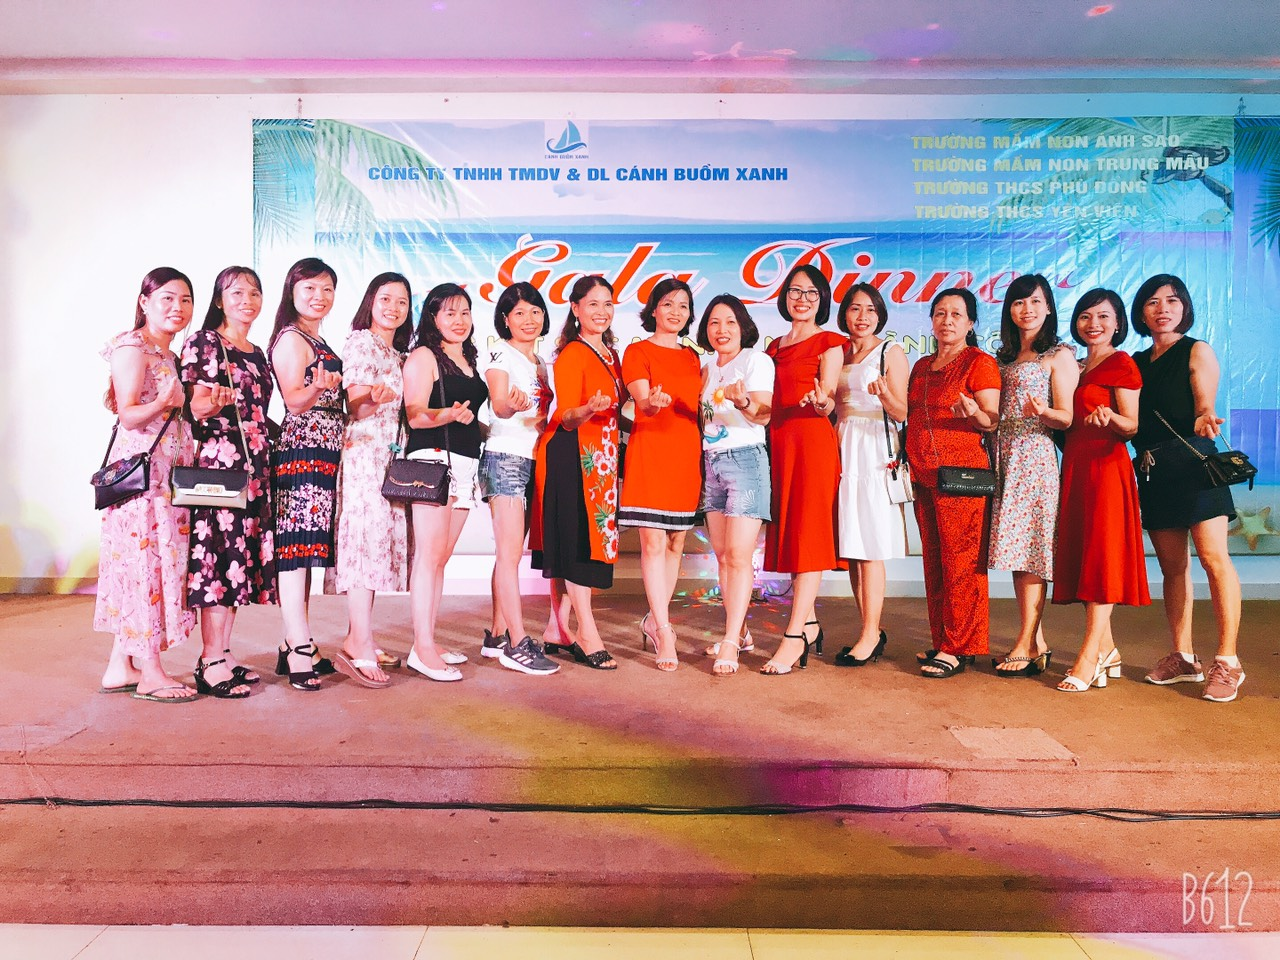 CÁNH BUỒM XANH
CÔNG TY TNHH TMDV & DL CÁNH BUỒM XANH
TRƯỜNG MẦM NON ÁNH SAO
TRƯỜNG MẦM NON TRUNG MẦU
TRƯỜNG THCS PHÙ ĐỔNG
TRƯỜNG THCS YÊN VIÊN
Gala Dinner
B612